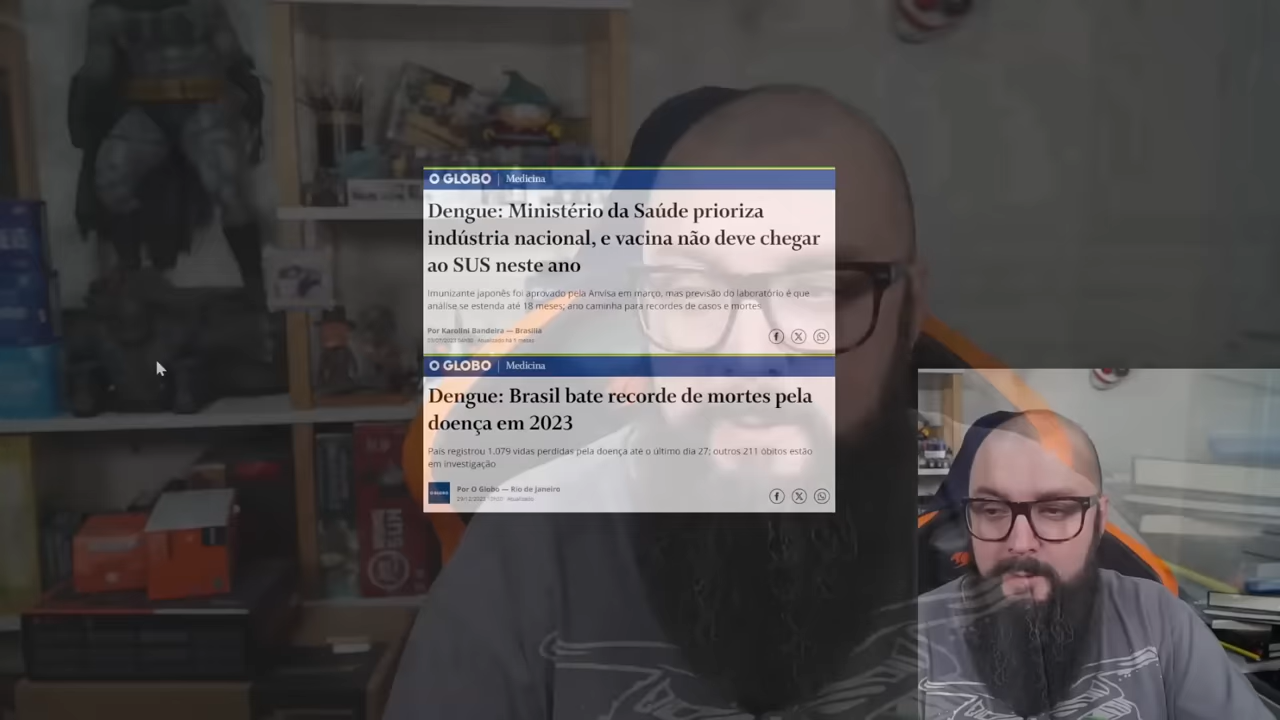 O GLOBO | Medicina
Dengue: Ministério da Saúde prioriza
indústria nacional, e vacina não deve chegar
ao SUS neste ano
Imunizante japonês foi aprovado pela Anvisa em março, mas previsão do laboratório é que
análise se estenda até 18 meses; ano caminha para recordes de casos e mortes
Por Karolini Bandeira — Brasília
O GLOBO | Medicina
Dengue: Brasil bate recorde de mortes pela
doença em 2023
País registrou 1.079 vidas perdidas pela doença até o último dia 27; outros 211 óbitos estão
em investigação
Por O Globo — Rio de Janeiro